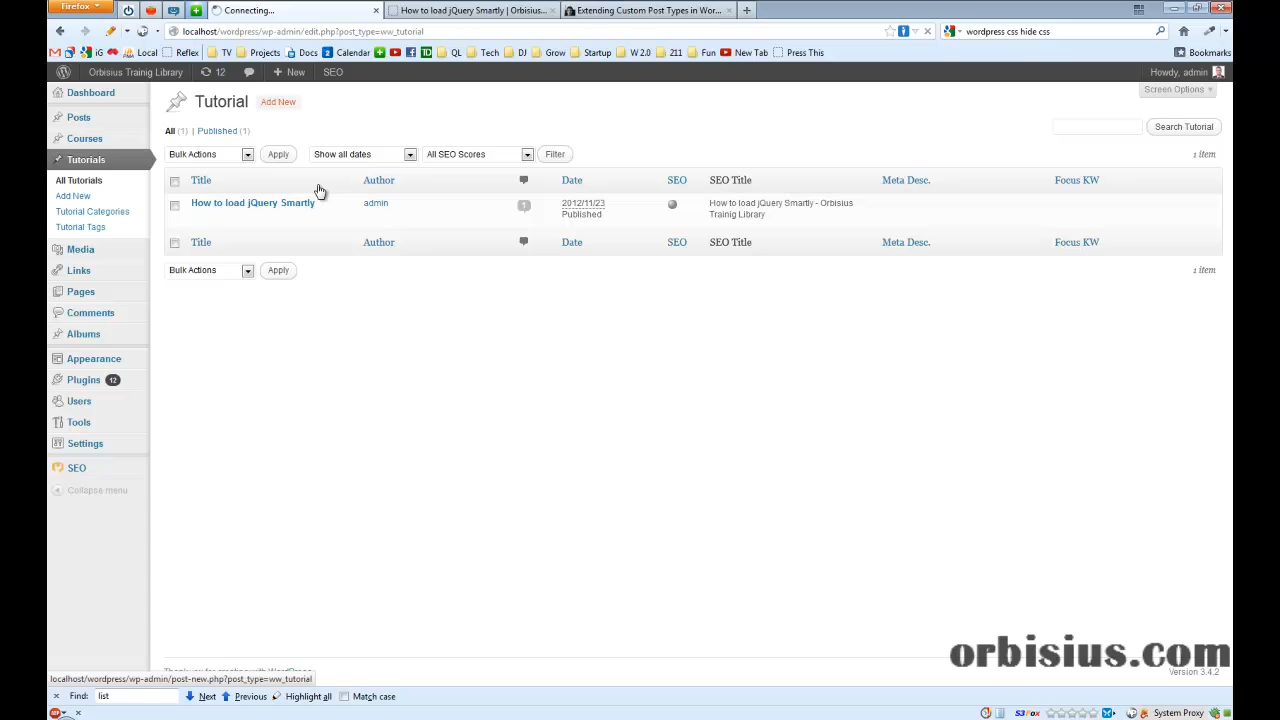 Firefox
Connecting...
How to load jQuery Smartly | Orbisius...
Extending Custom Post Types in Wor...
localhost/wordpress/wp-admin/edit.php?post_type=ww_tutorial
wordpress css hide css
iG Local Reflex TV Projects Docs Calendar QL Tech DJ Grow Startup W 2.0 211 Fun New Tab Press This Bookmarks
Orbisius Trainig Library 12 New SEO Howdy, admin
Dashboard
Posts
Courses
Tutorials
All Tutorials
Add New
Tutorial Categories
Tutorial Tags
Media
Links
Pages
Comments
Albums
Appearance
Plugins 12
Users
Tools
Settings
SEO
Collapse menu
Screen Options
Tutorial Add New
All (1) | Published (1)
Search Tutorial
Bulk Actions Apply Show all dates All SEO Scores Filter 1 item
Title Author Date SEO SEO Title Meta Desc. Focus KW
How to load jQuery Smartly admin 1 2012/11/23 How to load jQuery Smartly - Orbisius
Published Trainig Library
Title Author Date SEO SEO Title Meta Desc. Focus KW
Bulk Actions Apply 1 item
orbisius.com
Version 3.4.2
localhost/wordpress/wp-admin/post-new.php?post_type=ww_tutorial
Find: list Next Previous Highlight all Match case
S3Fox System Proxy